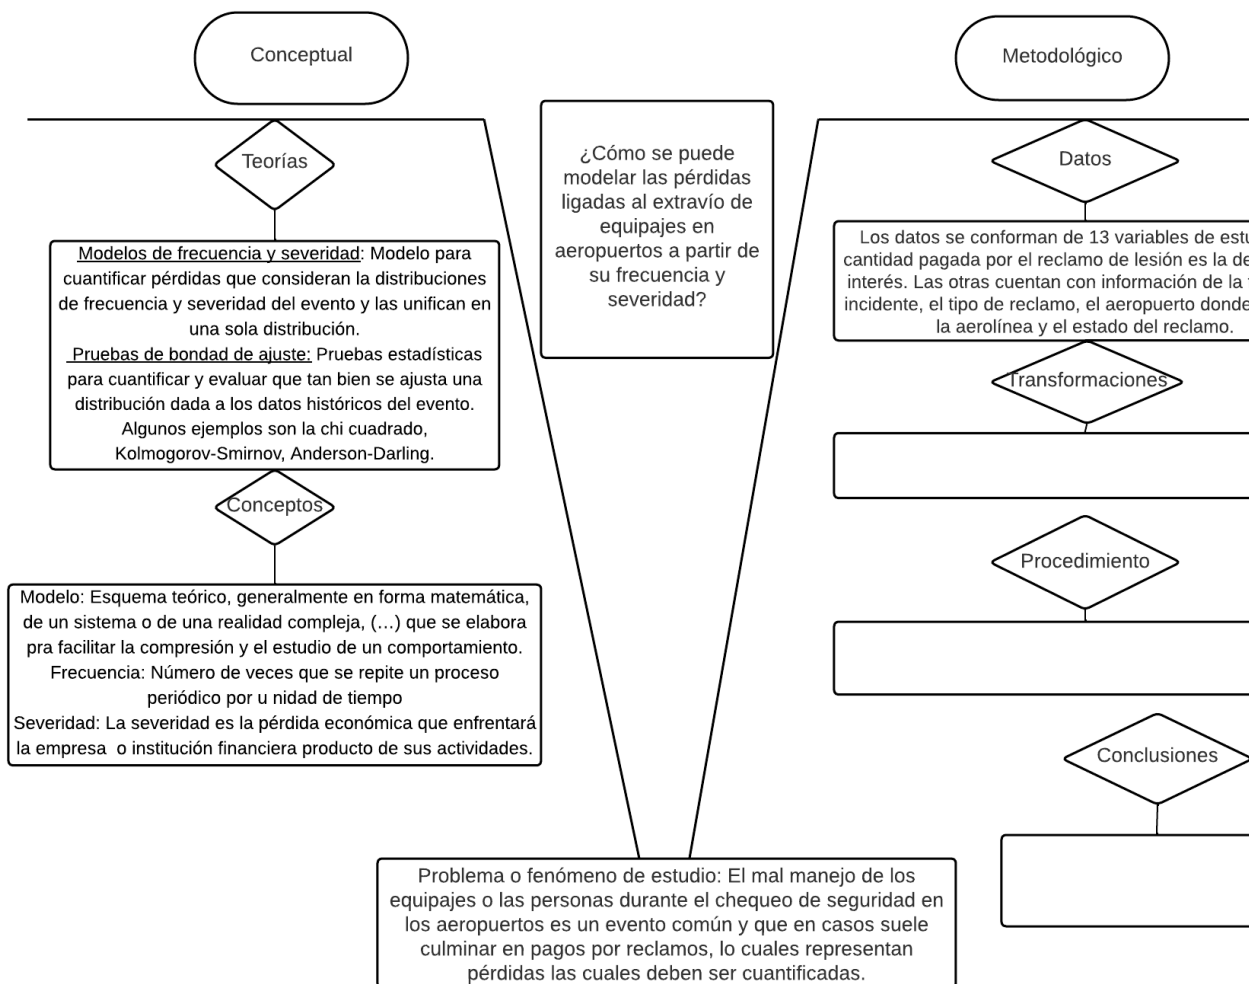 Conceptual
Teorías
Modelos de frecuencia y severidad: Modelo para
cuantificar pérdidas que consideran la distribuciones
de frecuencia y severidad del evento y las unifican en
una sola distribución.
Pruebas de bondad de ajuste: Pruebas estadísticas
para cuantificar y evaluar que tan bien se ajusta una
distribución dada a los datos históricos del evento.
Algunos ejemplos son la chi cuadrado,
Kolmogorov-Smirnov, Anderson-Darling.
Conceptos
Modelo: Esquema teórico, generalmente en forma matemática,
de un sistema o de una realidad compleja, (...) que se elabora
pra facilitar la compresión y el estudio de un comportamiento.
Frecuencia: Número de veces que se repite un proceso
periódico por u nidad de tiempo
Severidad: La severidad es la pérdida económica que enfrentará
la empresa o institución financiera producto de sus actividades.
¿Cómo se puede
modelar las pérdidas
ligadas al extravío de
equipajes en
aeropuertos a partir de
su frecuencia y
severidad?
Metodológico
Datos
Los datos se conforman de 13 variables de
cantidad pagada por el reclamo de lesión es la
interés. Las otras cuentan con información de la
incidente, el tipo de reclamo, el aeropuerto donde
la aerolínea y el estado del reclamo.
Transformaciones
Procedimiento
Conclusiones
Problema o fenómeno de estudio: El mal manejo de los
equipajes o las personas durante el chequeo de seguridad en
los aeropuertos es un evento común y que en casos suele
culminar en pagos por reclamos, lo cuales representan
pérdidas las cuales deben ser cuantificadas.